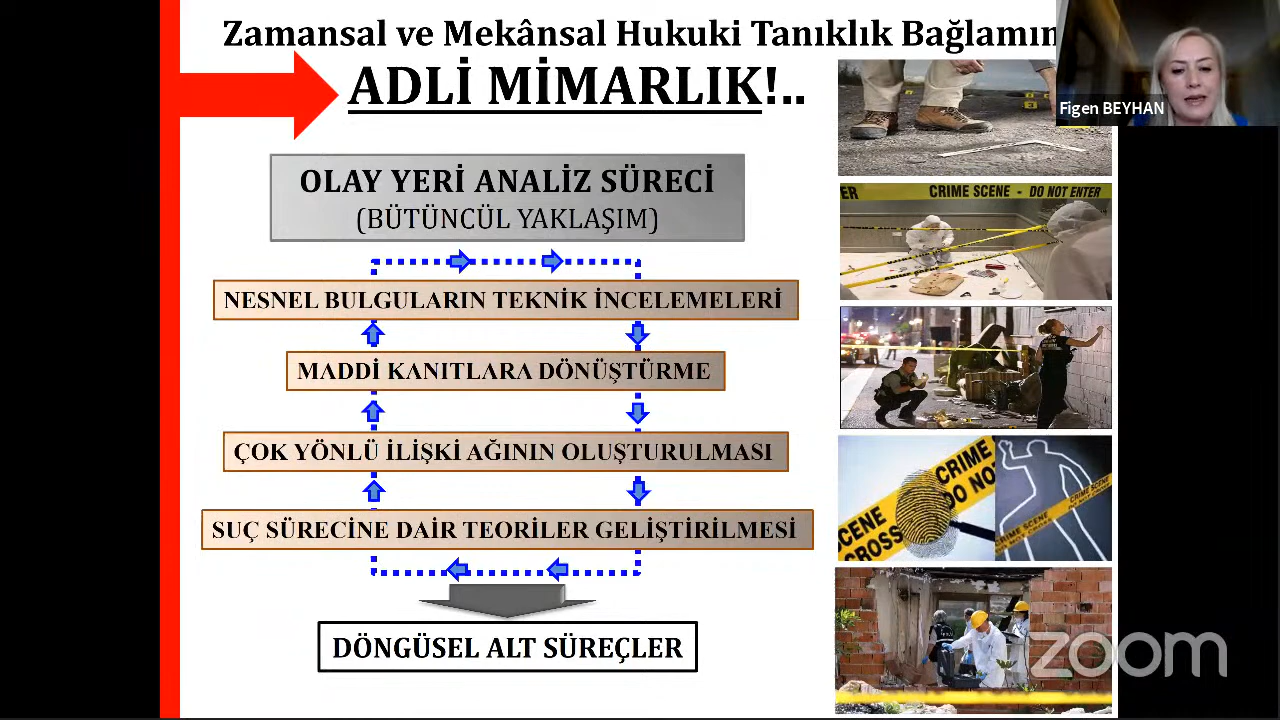 Zamansal ve Mekânsal Hukuki Tanıklık
ADLİ MİMARLIK!..
Figen BEYHAN
OLAY YERİ ANALİZ SÜRECİ
(BÜTÜNCÜL YAKLAŞIM)
NESNEL BULGULARIN TEKNİK İNCELEMELERİ
MADDİ KANITLARA DÖNÜŞTÜRME
ÇOK YÖNLÜ İLİŞKİ AĞININ OLUŞTURULMASI
SUÇ SÜRECİNE DAİR TEORİLER GELİŞTİRİLMESİ
DÖNGÜSEL ALT SÜREÇLER
ER
CRIME SCENE - DO NOT ENTER
CRIME
DO NO
SCENE
CROSS
CRIME SCENE
zoom